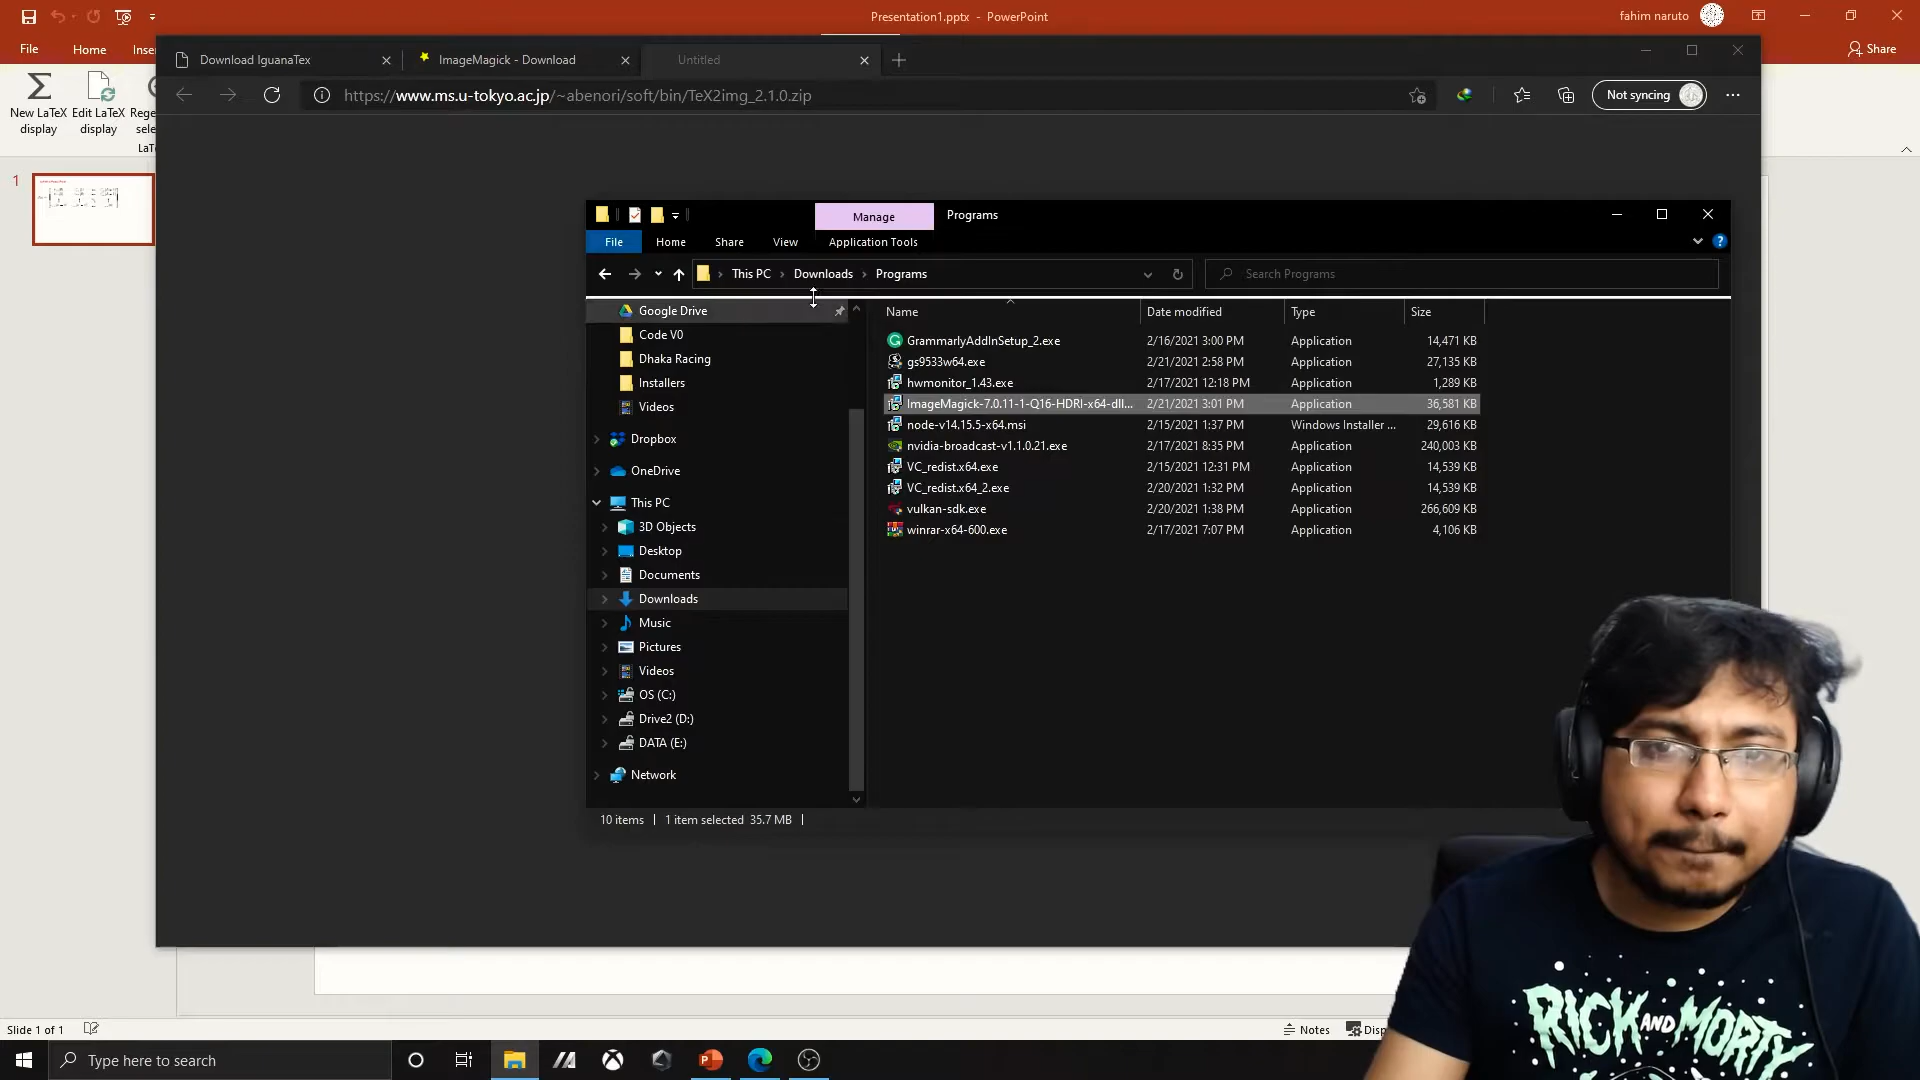 Presentation1.pptx - PowerPoint
fahim naruto
File
Home
Inser
Share
Download IguanaTex
ImageMagick - Download
Untitled
https://www.ms.u-tokyo.ac.jp/~abenori/soft/bin/TeX2img_2.1.0.zip
Not syncing
New LaTeX display
Edit LaTeX display
Rege
sele
LaT
1
Manage
Programs
File
Home
Share
View
Application Tools
This PC
Downloads
Programs
Search Programs
Name
Date modified
Type
Size
Google Drive
Code V0
Dhaka Racing
Installers
Videos
Dropbox
OneDrive
This PC
3D Objects
Desktop
Documents
Downloads
Music
Pictures
Videos
OS (C:)
Drive2 (D:)
DATA (E:)
Network
GrammarlyAddInSetup_2.exe 2/16/2021 3:00 PM Application 14,471 KB
gs9533w64.exe 2/21/2021 2:58 PM Application 27,135 KB
hwmonitor_1.43.exe 2/17/2021 12:18 PM Application 1,289 KB
ImageMagick-7.0.11-1-Q16-HDRI-x64-dll... 2/21/2021 3:01 PM Application 36,581 KB
node-v14.15.5-x64.msi 2/15/2021 1:37 PM Windows Installer ... 29,616 KB
nvidia-broadcast-v1.1.0.21.exe 2/17/2021 8:35 PM Application 240,003 KB
VC_redist.x64.exe 2/15/2021 12:31 PM Application 14,539 KB
VC_redist.x64_2.exe 2/20/2021 1:32 PM Application 14,539 KB
vulkan-sdk.exe 2/20/2021 1:38 PM Application 266,609 KB
winrar-x64-600.exe 2/17/2021 7:07 PM Application 4,106 KB
10 items
1 item selected 35.7 MB
RICK AND MORTY
Slide 1 of 1
Notes
Disp
Type here to search